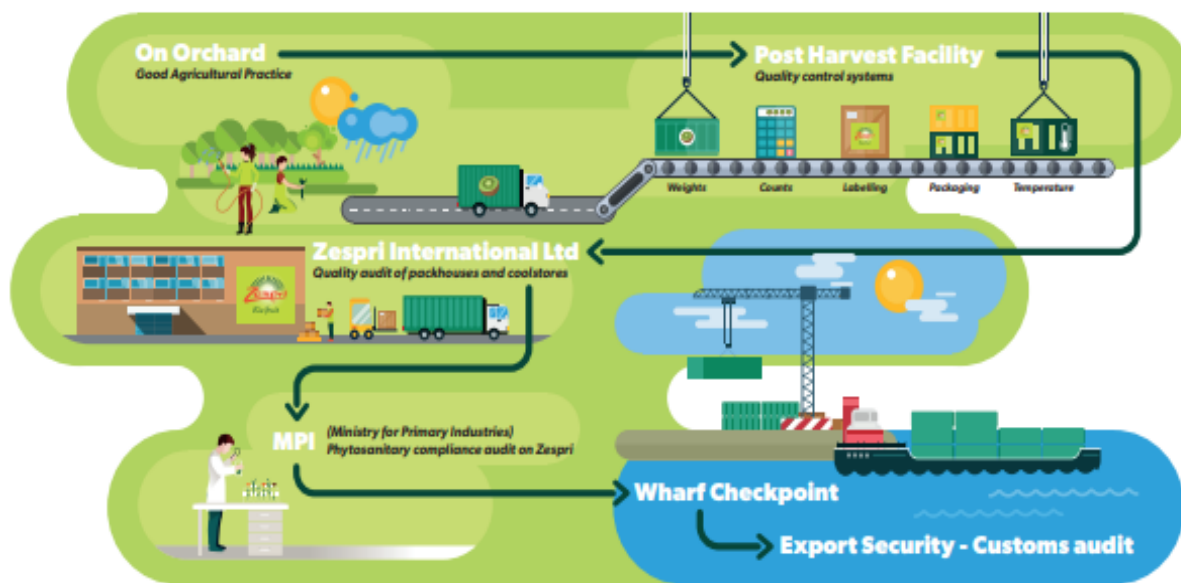 On Orchard
Good Agricultural Practice
Post Harvest Facility
Quality control systems
Weights
Counts
Labelling
Packaging
Temperature
Zespri International Ltd
Quality audit of packhouses and coolstores
Zespri
Kiwifruit
MPI
(Ministry for Primary Industries)
Phytosanitary compliance audit on Zespri
Wharf Checkpoint
Export Security - Customs audit